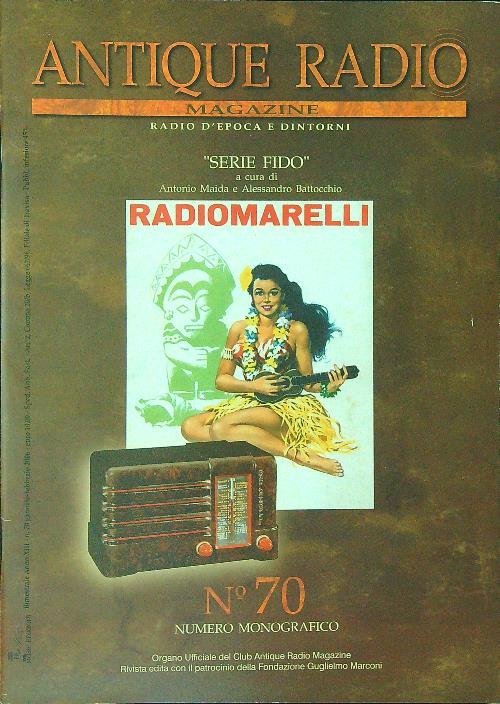 ANTIQUE RADIO
MAGAZINE
RADIO D'EPOCA E DINTORNI
"SERIE FIDO"
a cura di
Antonio Maida e Alessandro Battocchio
RADIOMARELLI
Nº 70
NUMERO MONOGRAFICO
Organo Ufficiale del Club Antique Radio Magazine
Rivista edita con il patrocinio della Fondazione Guglielmo Marconi